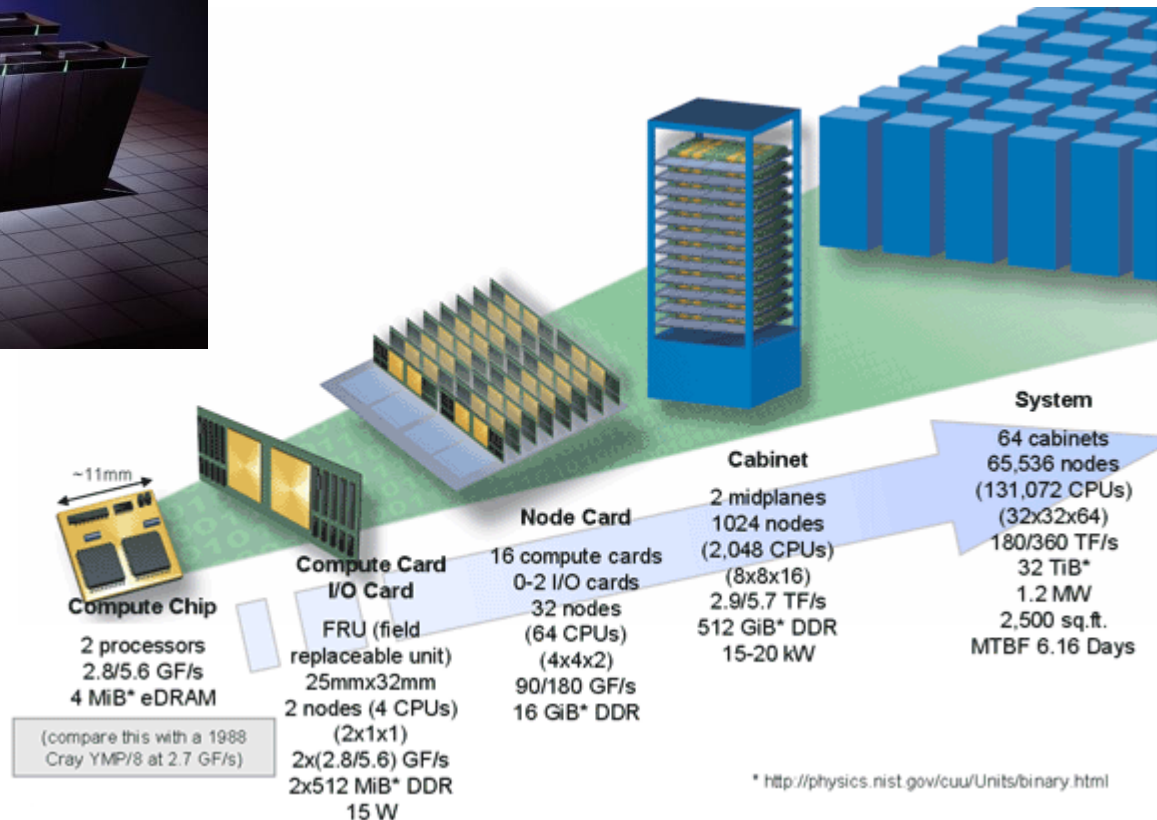 ~11mm
Compute Chip
2 processors
2.8/5.6 GF/s
4 MiB* eDRAM
(compare this with a 1988
Cray YMP/8 at 2.7 GF/s)
Compute Card
I/O Card
FRU (field
replaceable unit)
25mmx32mm
2 nodes (4 CPUs)
(2x1x1)
2x(2.8/5.6) GF/s
2x512 MiB* DDR
15 W
Node Card
16 compute cards
0-2 I/O cards
32 nodes
(64 CPUs)
(4x4x2)
90/180 GF/s
16 GiB* DDR
Cabinet
2 midplanes
1024 nodes
(2,048 CPUs)
(8x8x16)
2.9/5.7 TF/s
512 GiB* DDR
15-20 kW
System
64 cabinets
65,536 nodes
(131,072 CPUs)
(32x32x64)
180/360 TF/s
32 TiB*
1.2 MW
2,500 sq.ft.
MTBF 6.16 Days
* http://physics.nist.gov/cuu/Units/binary.html